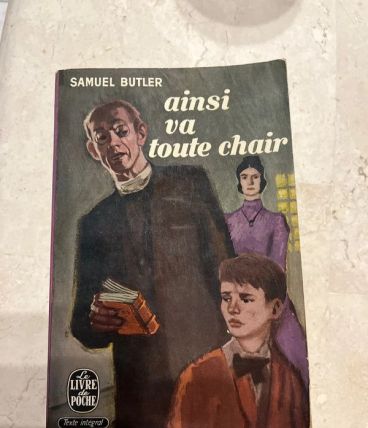 SAMUEL BUTLER
ainsi
va
toute chair
Le
LIVRE
de
POCHE
Texte intégral